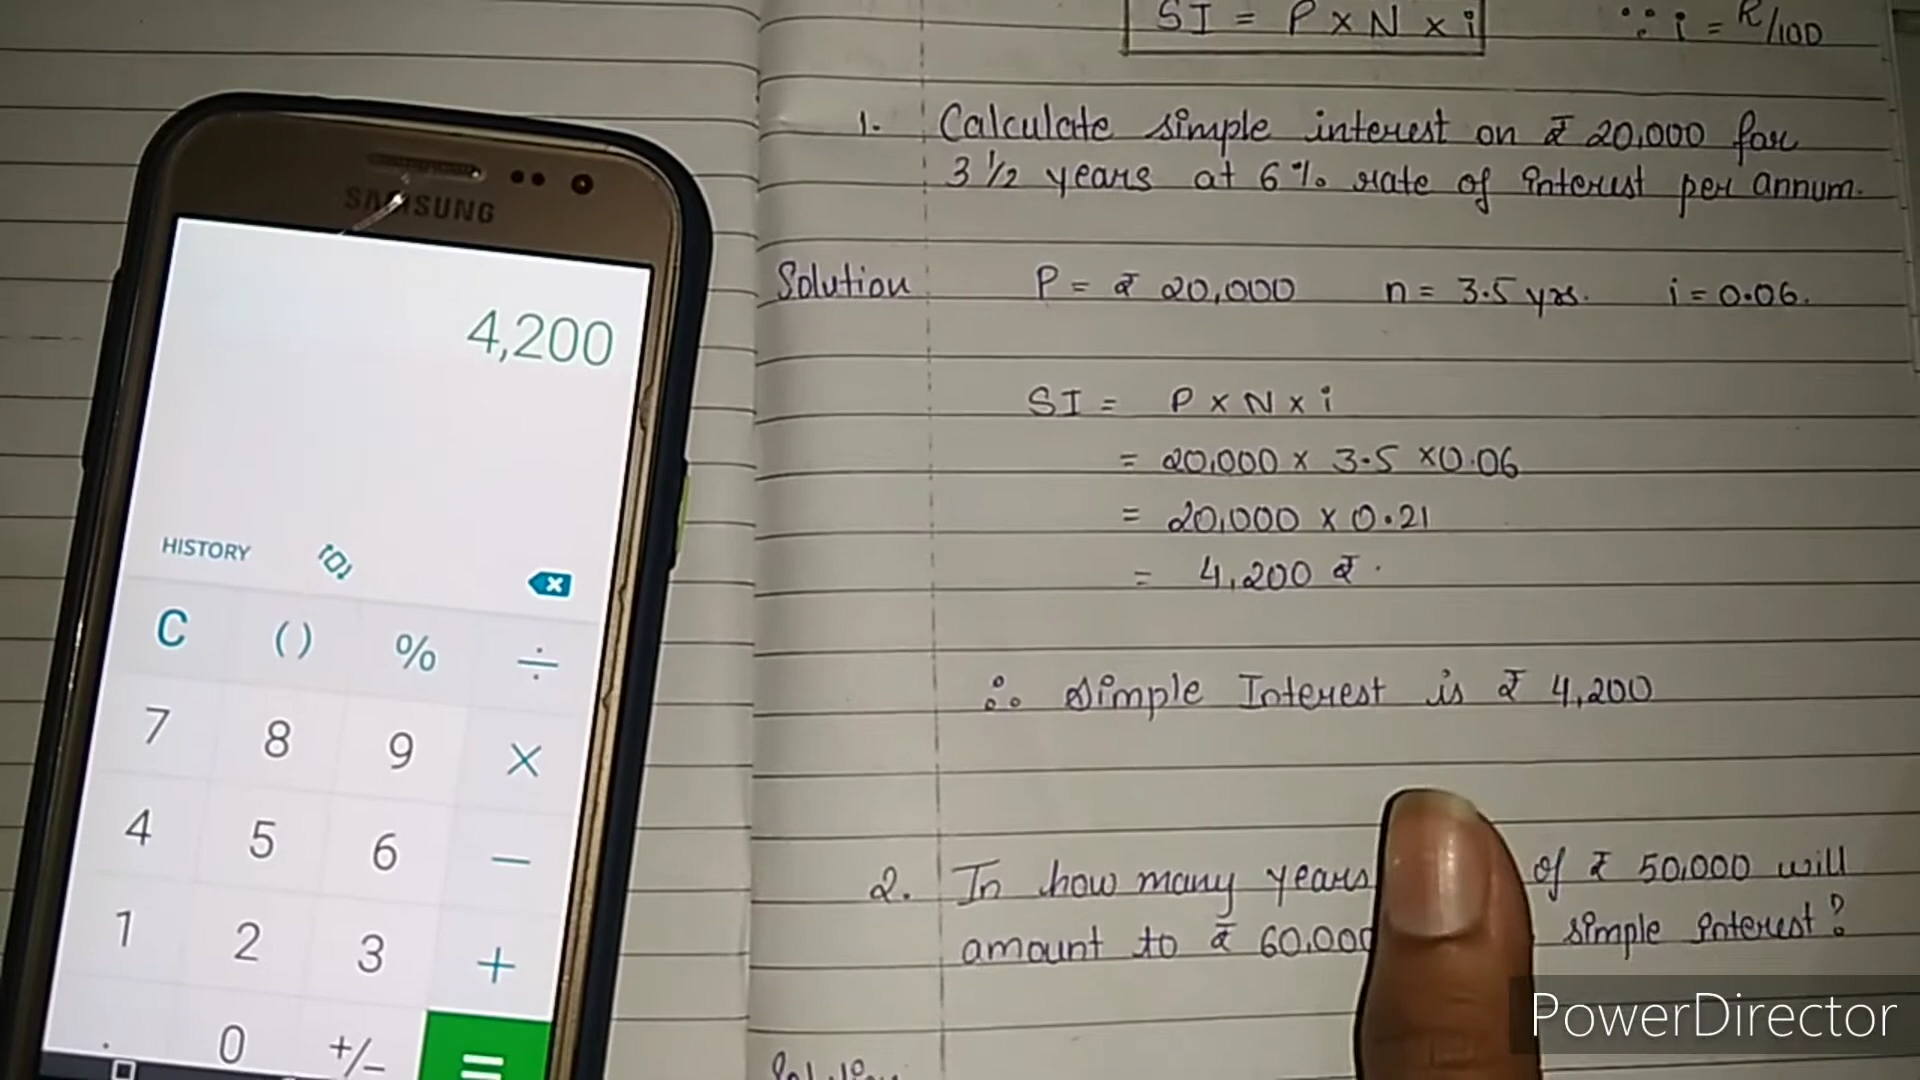 SAMSUNG
4,200
HISTORY
C () % ÷
7 8 9 ×
4 5 6 −
1 2 3 +
. 0 +/- =
SI = P × N × i ∵ i = R/100
1. Calculate simple interest on ₹ 20,000 for
3 1/2 years at 6% rate of interest per annum.
Solution P = ₹ 20,000 n = 3.5 yrs. i = 0.06.
SI = P × N × i
= 20,000 × 3.5 × 0.06
= 20,000 × 0.21
= 4,200 ₹.
∴ Simple Interest is ₹ 4,200
2. In how many years of ₹ 50,000 will
amount to ₹ 60,000 simple interest?
PowerDirector